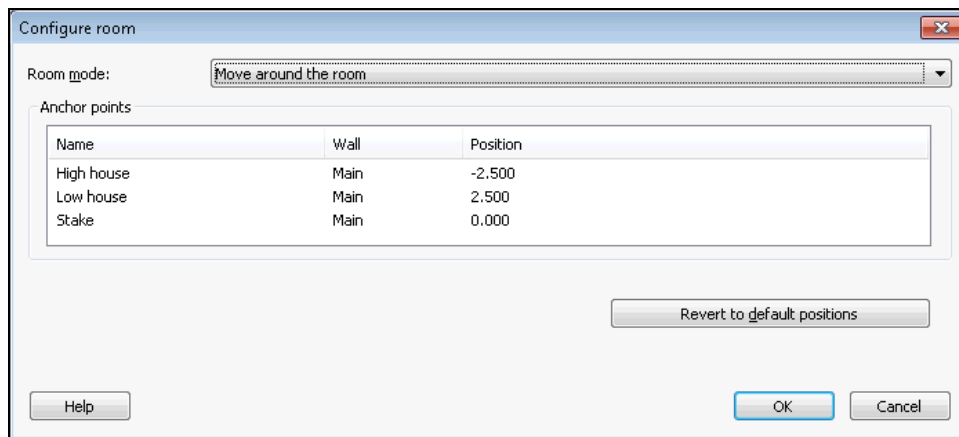 Configure room
Room mode: Move around the room
Anchor points
Name Wall Position
High house Main -2.500
Low house Main 2.500
Stake Main 0.000
Revert to default positions
Help OK Cancel